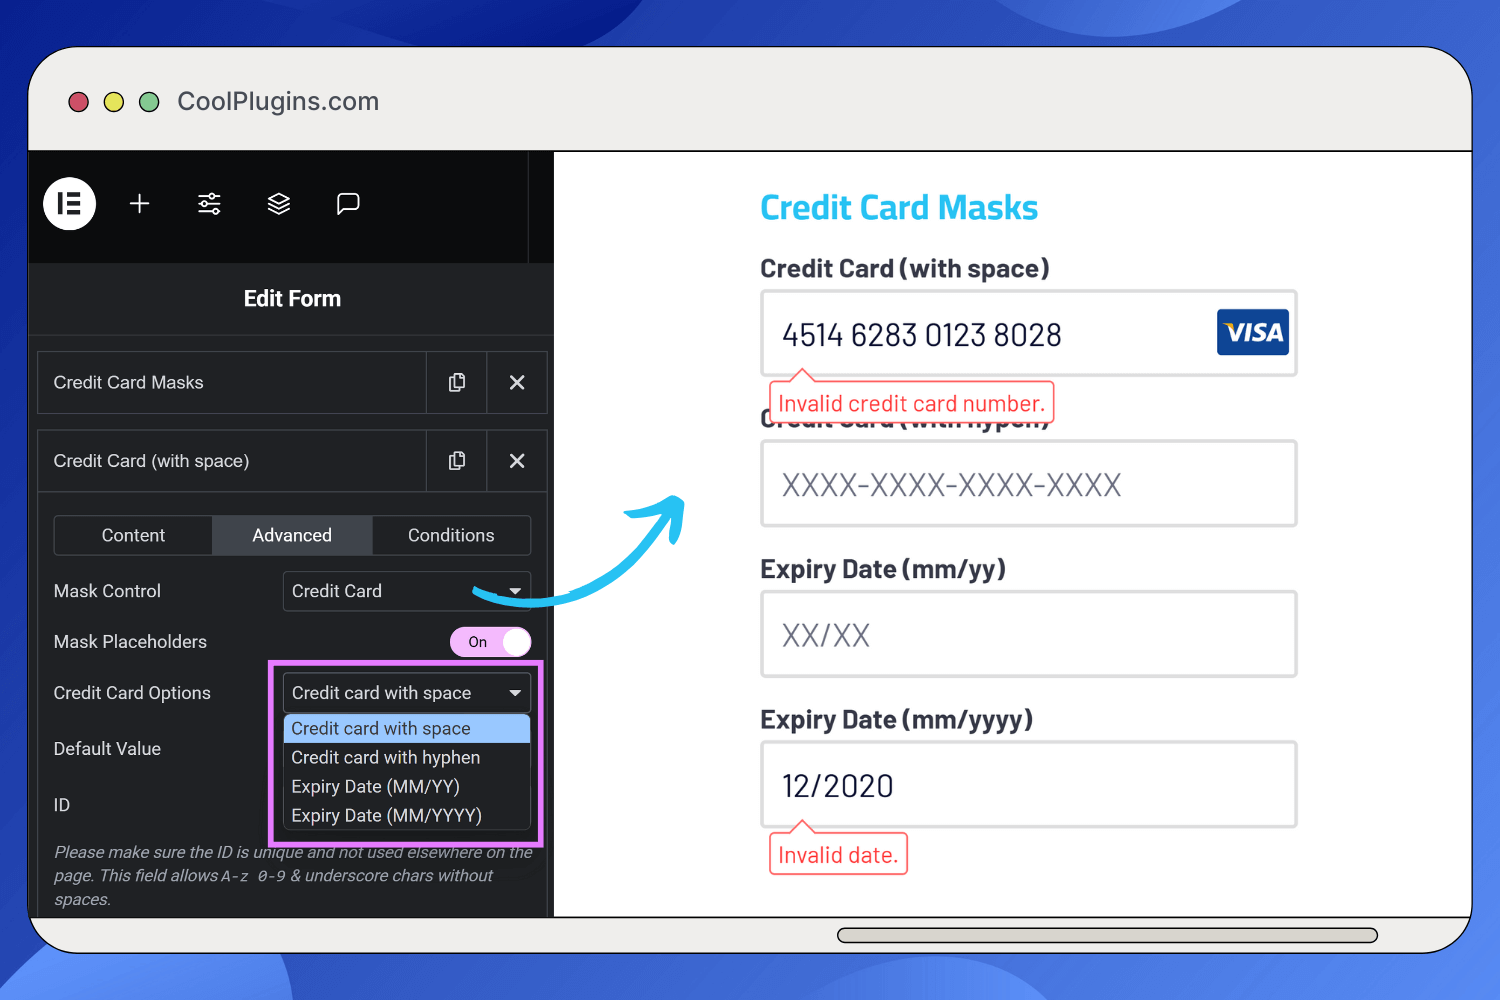 CoolPlugins.com
Edit Form
Credit Card Masks
Credit Card (with space)
Content Advanced Conditions
Mask Control Credit Card
Mask Placeholders On
Credit Card Options Credit card with space
Credit card with space
Credit card with hyphen
Expiry Date (MM/YY)
Expiry Date (MM/YYYY)
Default Value
ID
Please make sure the ID is unique and not used elsewhere on the
page. This field allows A-z 0-9 & underscore chars without
spaces.
Credit Card Masks
Credit Card (with space)
4514 6283 0123 8028 VISA
Invalid credit card number.
Credit Card (with hypen)
XXXX-XXXX-XXXX-XXXX
Expiry Date (mm/yy)
XX/XX
Expiry Date (mm/yyyy)
12/2020
Invalid date.